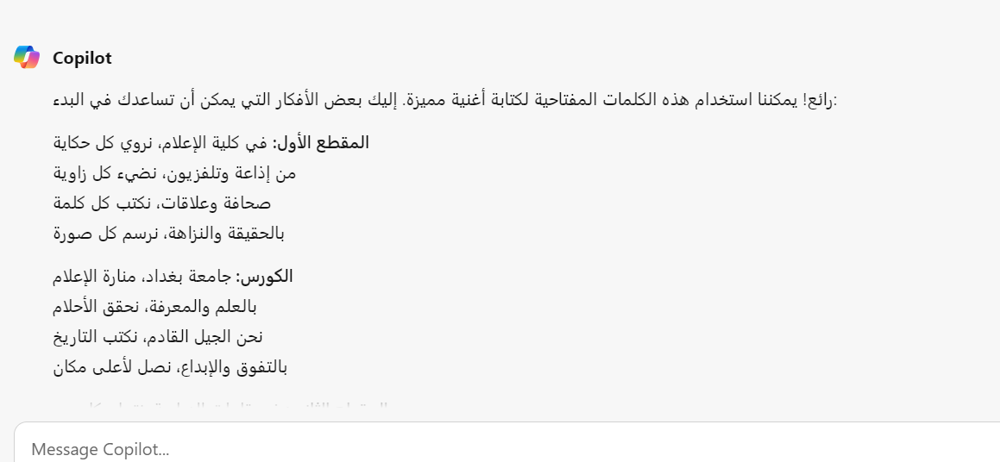 Copilot
رائع! يمكننا استخدام هذه الكلمات المفتاحية لكتابة أغنية مميزة. إليك بعض الأفكار التي يمكن أن تساعدك في البدء:
المقطع الأول: في كلية الإعلام، نروي كل حكاية
من إذاعة وتلفزيون، نضيء كل زاوية
صحافة وعلاقات، نكتب كل كلمة
بالحقيقة والنزاهة، نرسم كل صورة
الكورس: جامعة بغداد، منارة الإعلام
بالعلم والمعرفة، نحقق الأحلام
نحن الجيل القادم، نكتب التاريخ
بالتفوق والإبداع، نصل لأعلى مكان
Message Copilot...